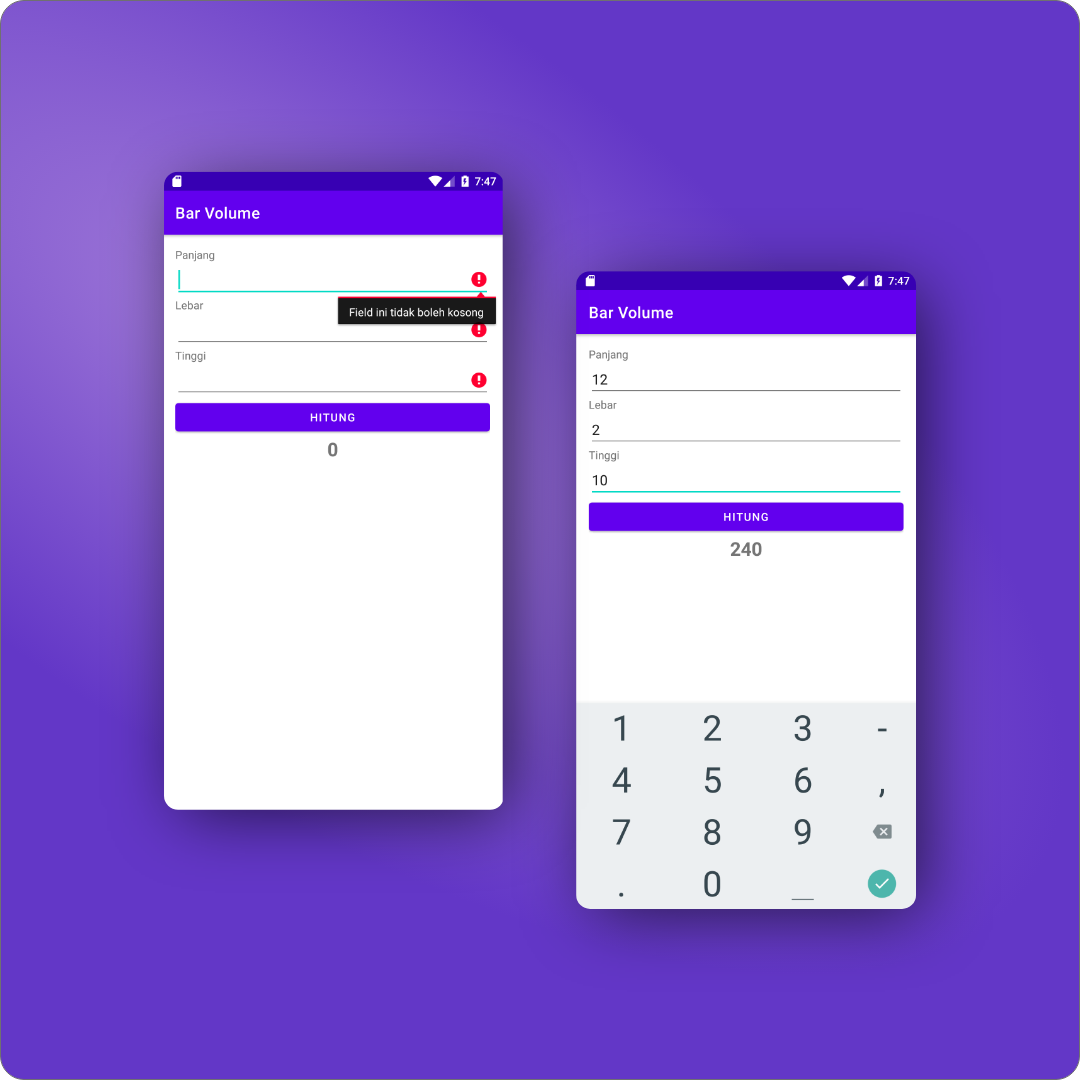 7:47
Bar Volume
Panjang
Lebar
Field ini tidak boleh kosong
Tinggi
HITUNG
0
7:47
Bar Volume
Panjang
12
Lebar
2
Tinggi
10
HITUNG
240
1 2 3 -
4 5 6 ,
7 8 9
. 0 _